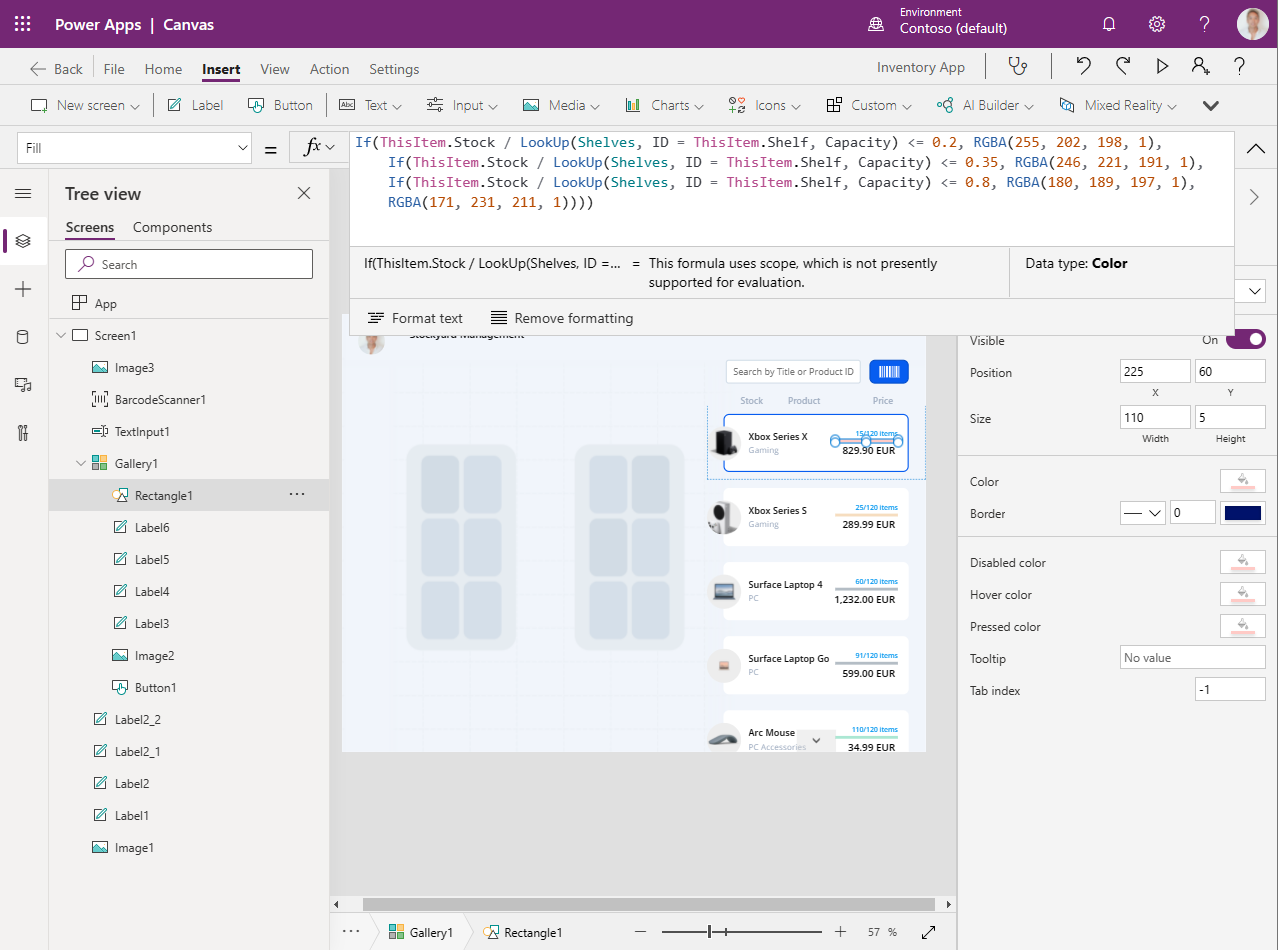 Power Apps | Canvas
Environment
Contoso (default)
Back
File
Home
Insert
View
Action
Settings
Inventory App
New screen
Label
Button
Abc
Text
Input
Media
Charts
Icons
Custom
AI Builder
Mixed Reality
Fill
=
fx
If(ThisItem.Stock / LookUp(Shelves, ID = ThisItem.Shelf, Capacity) <= 0.2, RGBA(255, 202, 198, 1),
If(ThisItem.Stock / LookUp(Shelves, ID = ThisItem.Shelf, Capacity) <= 0.35, RGBA(246, 221, 191, 1),
If(ThisItem.Stock / LookUp(Shelves, ID = ThisItem.Shelf, Capacity) <= 0.8, RGBA(180, 189, 197, 1),
RGBA(171, 231, 211, 1))))
If(ThisItem.Stock / LookUp(Shelves, ID =... = This formula uses scope, which is not presently
supported for evaluation.
Data type: Color
Format text
Remove formatting
Tree view
Screens
Components
Search
App
Screen1
Image3
BarcodeScanner1
TextInput1
Gallery1
Rectangle1
...
Label6
Label5
Label4
Label3
Image2
Button1
Label2_2
Label2_1
Label2
Label1
Image1
Stockyard Management
Search by Title or Product ID
Stock
Product
Price
Xbox Series X
Gaming
15/120 items
829.90 EUR
Xbox Series S
Gaming
25/120 items
289.99 EUR
Surface Laptop 4
PC
60/120 items
1,232.00 EUR
Surface Laptop Go
PC
91/120 items
599.00 EUR
Arc Mouse
PC Accessories
110/120 items
34.99 EUR
Visible
On
Position
225
60
X
Y
Size
110
5
Width
Height
Color
Border
0
Disabled color
Hover color
Pressed color
Tooltip
No value
Tab index
-1
...
Gallery1
Rectangle1
57 %